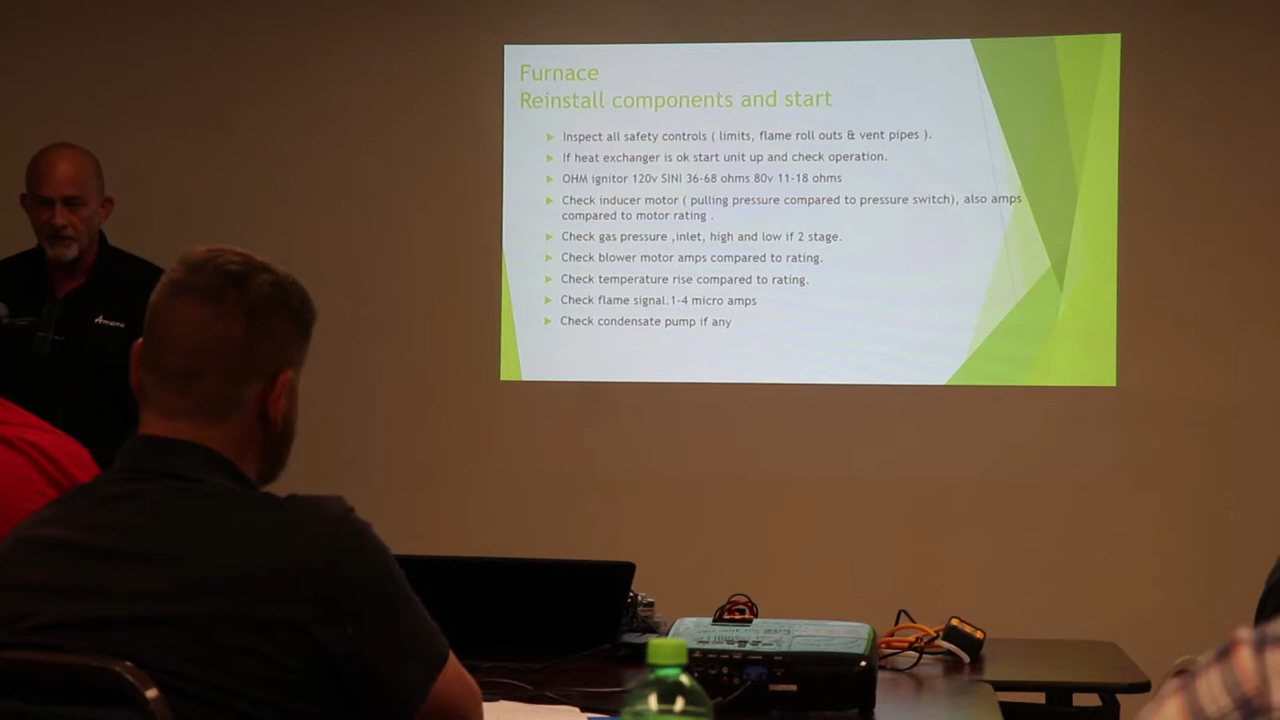 Furnace
Reinstall components and start
Inspect all safety controls ( limits, flame roll outs & vent pipes ).
If heat exchanger is ok start unit up and check operation.
OHM ignitor 120v SINI 36-68 ohms 80v 11-18 ohms
Check inducer motor ( pulling pressure compared to pressure switch), also amps
compared to motor rating .
Check gas pressure ,inlet, high and low if 2 stage.
Check blower motor amps compared to rating.
Check temperature rise compared to rating.
Check flame signal.1-4 micro amps
Check condensate pump if any
Amana